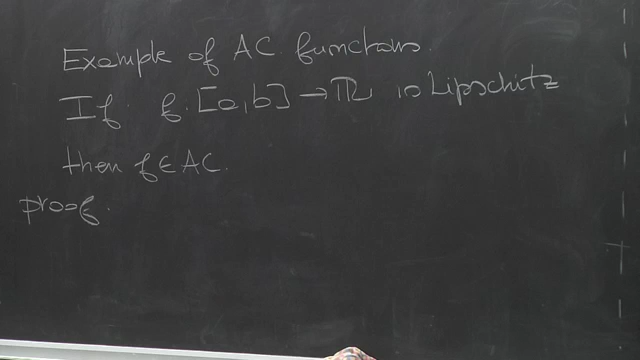 Example of AC functions.
If f: [a,b] → ℝ is Lipschitz
then f ∈ AC.
proof.